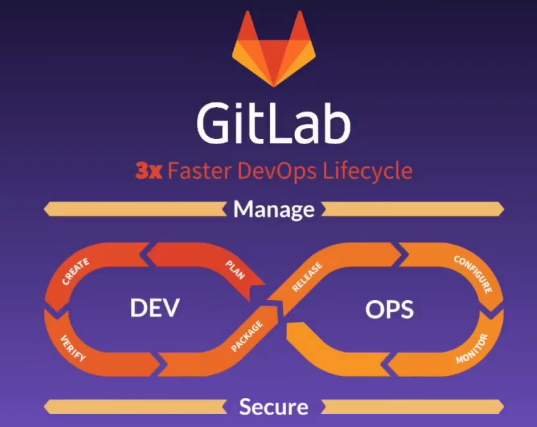 GitLab
3x Faster DevOps Lifecycle
Manage
CREATE
PLAN
RELEASE
CONFIGURE
DEV
OPS
VERIFY
PACKAGE
MONITOR
Secure